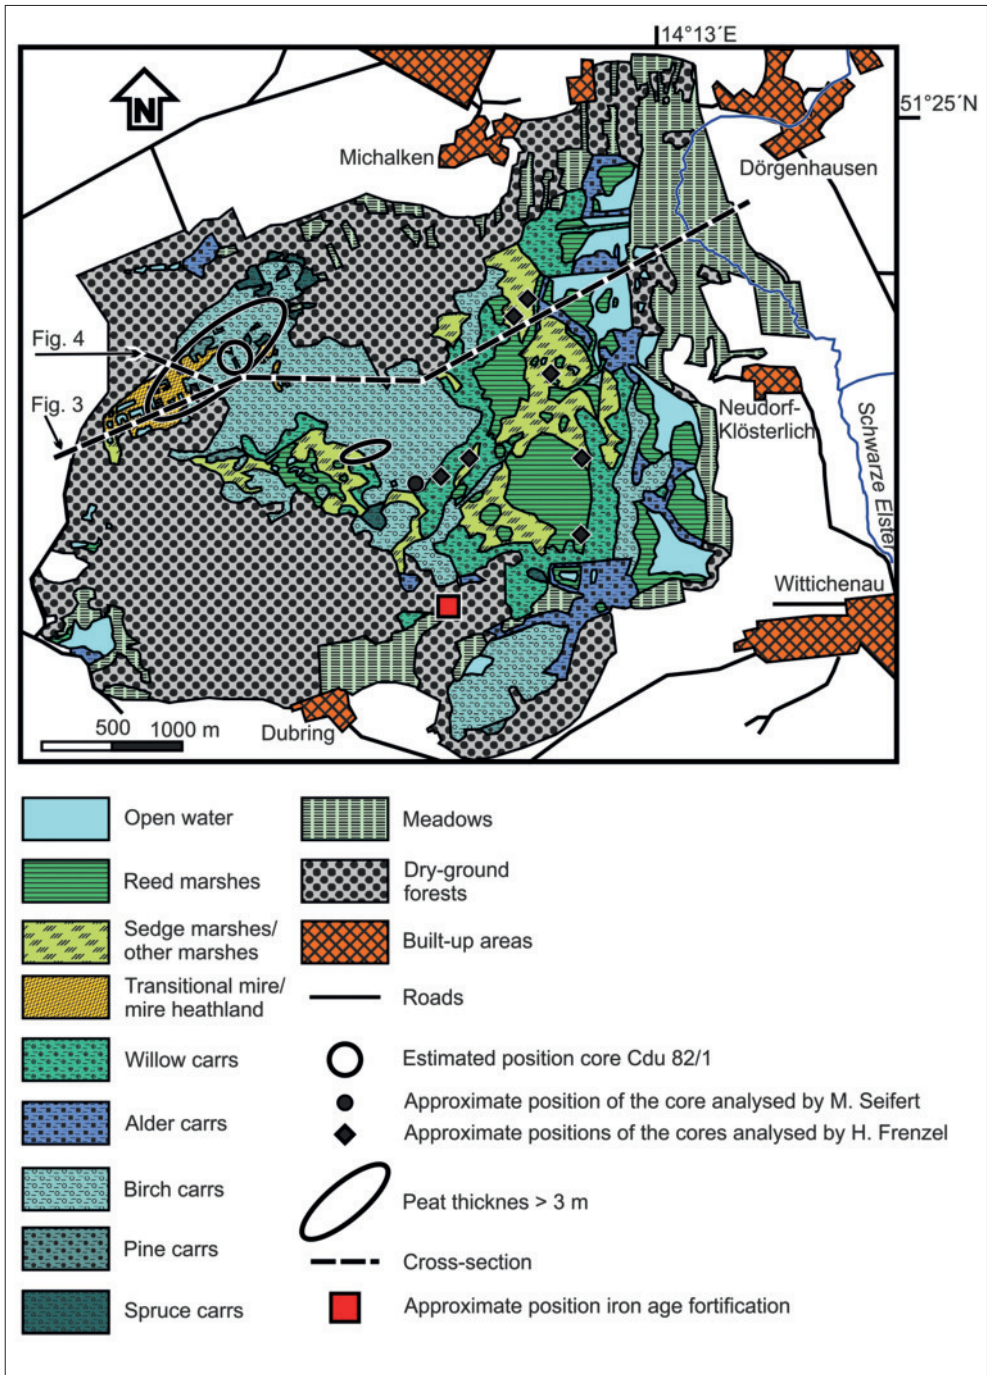 14°13´E
51°25´N
N
Michalken
Dörgenhausen
Fig. 4
Fig. 3
Neudorf-
Klösterlich
Schwarze Elster
Wittichenau
Dubring
500 1000 m
Open water
Reed marshes
Sedge marshes/
other marshes
Transitional mire/
mire heathland
Willow carrs
Alder carrs
Birch carrs
Pine carrs
Spruce carrs
Meadows
Dry-ground
forests
Built-up areas
Roads
Estimated position core Cdu 82/1
Approximate position of the core analysed by M. Seifert
Approximate positions of the cores analysed by H. Frenzel
Peat thicknes > 3 m
Cross-section
Approximate position iron age fortification